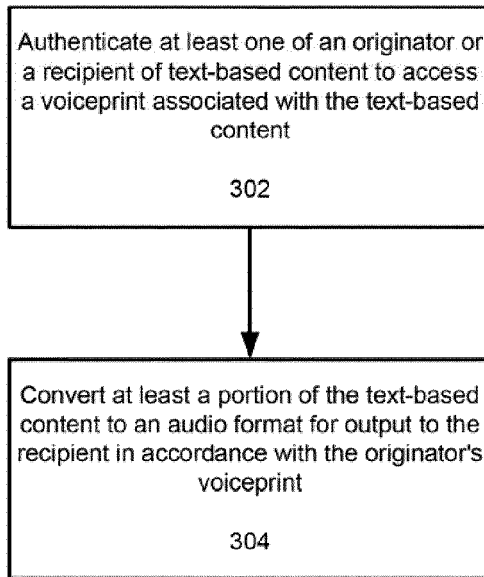 Authenticate at least one of an originator or
a recipient of text-based content to access
a voiceprint associated with the text-based
content
302
Convert at least a portion of the text-based
content to an audio format for output to the
recipient in accordance with the originator's
voiceprint
304